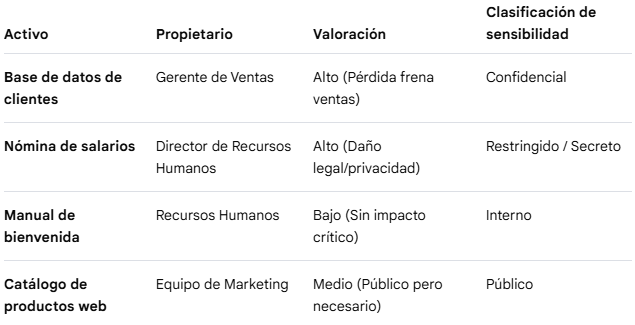 Activo Propietario Valoración Clasificación de
sensibilidad
Base de datos de Gerente de Ventas Alto (Pérdida frena Confidencial
clientes ventas)
Nómina de salarios Director de Recursos Alto (Daño Restringido / Secreto
Humanos legal/privacidad)
Manual de Recursos Humanos Bajo (Sin impacto Interno
bienvenida crítico)
Catálogo de Equipo de Marketing Medio (Público pero Público
productos web necesario)